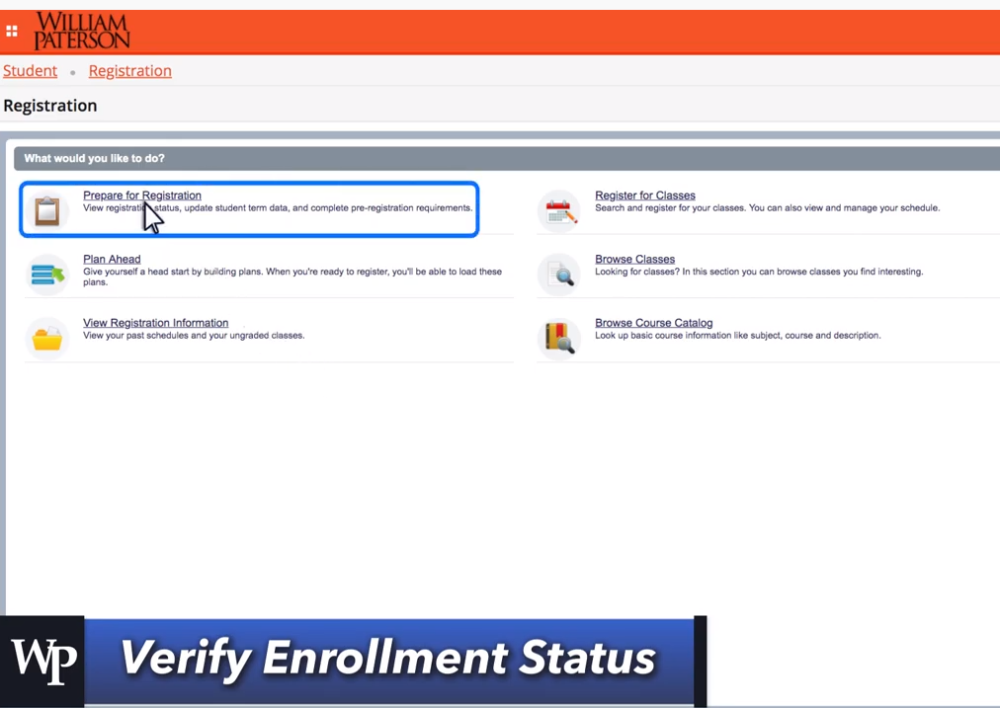 WILLIAM
PATERSON
Student • Registration
Registration
What would you like to do?
Prepare for Registration
View registration status, update student term data, and complete pre-registration requirements.
Register for Classes
Search and register for your classes. You can also view and manage your schedule.
Plan Ahead
Give yourself a head start by building plans. When you're ready to register, you'll be able to load these
plans.
Browse Classes
Looking for classes? In this section you can browse classes you find interesting.
View Registration Information
View your past schedules and your ungraded classes.
Browse Course Catalog
Look up basic course information like subject, course and description.
WP Verify Enrollment Status